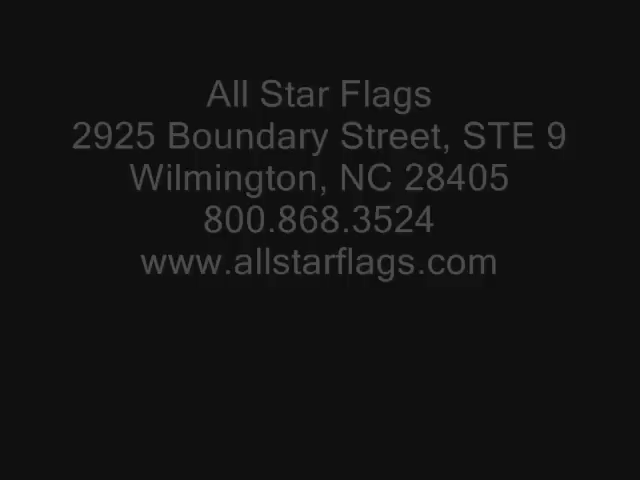 All Star Flags
2925 Boundary Street, STE 9
Wilmington, NC 28405
800.868.3524
www.allstarflags.com